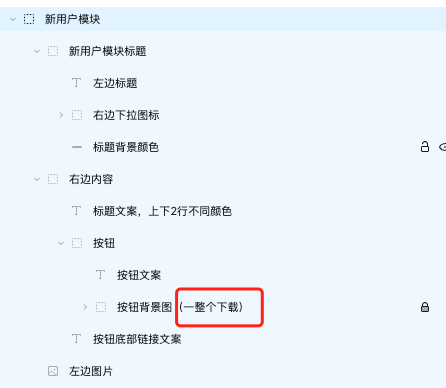 新用户模块
新用户模块标题
左边标题
右边下拉图标
标题背景颜色
右边内容
标题文案，上下2行不同颜色
按钮
按钮文案
按钮背景图（一整个下载）
按钮底部链接文案
左边图片